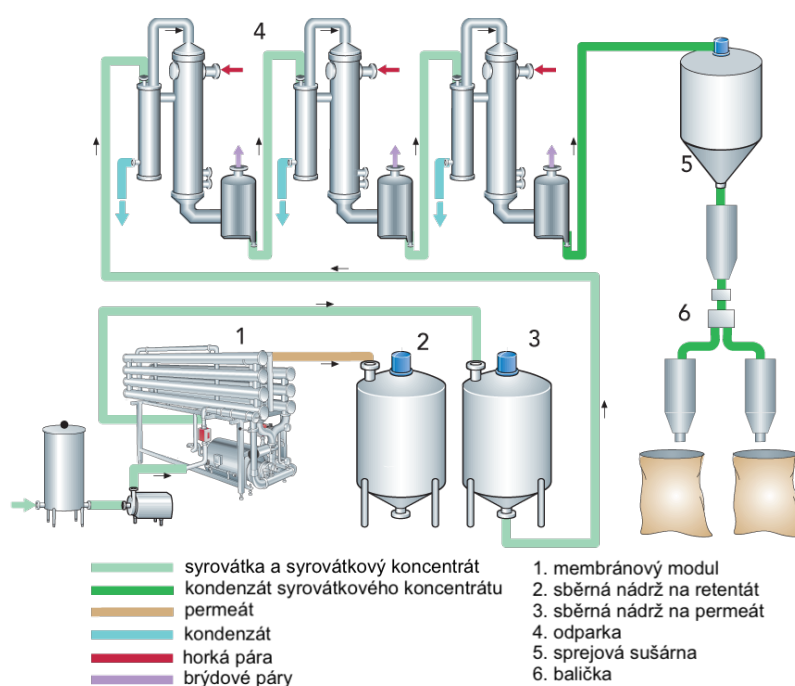 4
5
6
1
2
3
syrovátka a syrovátkový koncentrát
kondenzát syrovátkového koncentrátu
permeát
kondenzát
horká pára
brýdové páry
1. membránový modul
2. sběrná nádrž na retentát
3. sběrná nádrž na permeát
4. odparka
5. sprejová sušárna
6. balička